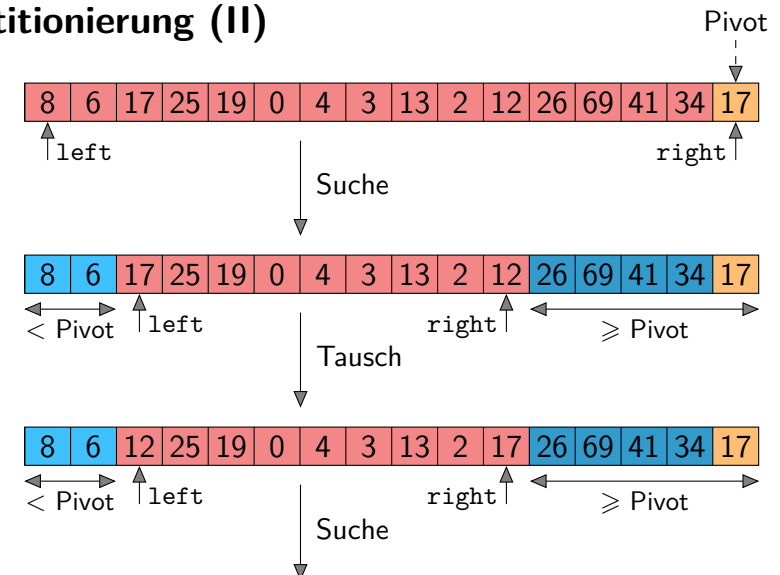 titionierung (II)
Pivot
8 6 17 25 19 0 4 3 13 2 12 26 69 41 34 17
left right
Suche
8 6 17 25 19 0 4 3 13 2 12 26 69 41 34 17
< Pivot left right ⩾ Pivot
Tausch
8 6 12 25 19 0 4 3 13 2 17 26 69 41 34 17
< Pivot left right ⩾ Pivot
Suche